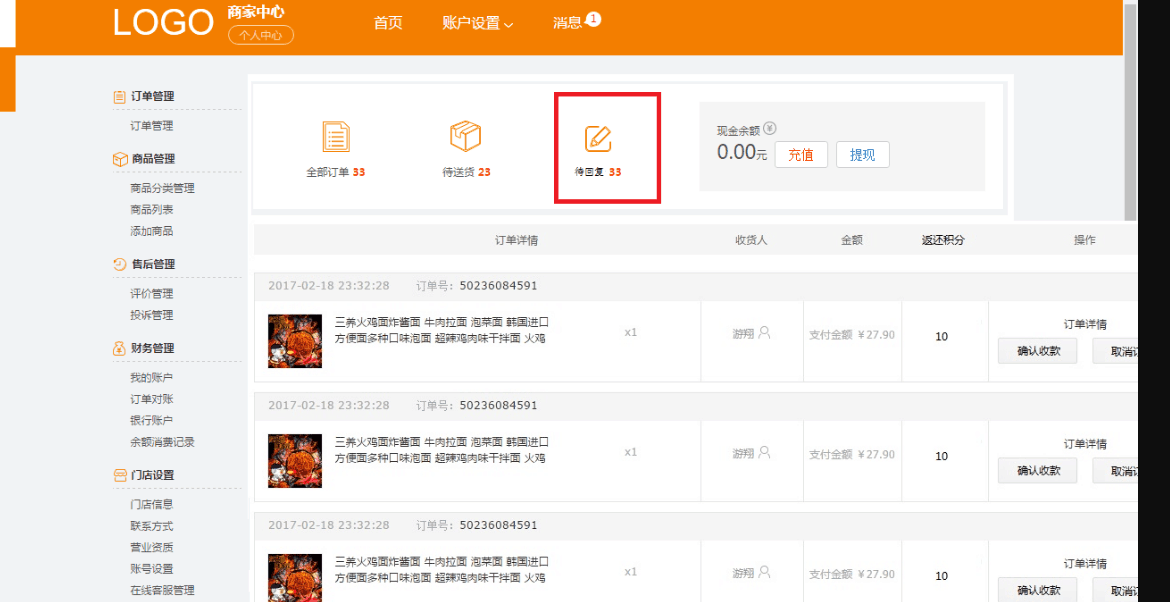 LOGO 商家中心 首页 账户设置 消息 1
个人中心
订单管理
订单管理
商品管理
商品分类管理
商品列表
添加商品
售后管理
评价管理
投诉管理
财务管理
我的账户
订单对账
银行账户
余额消费记录
门店设置
门店信息
联系方式
营业资质
账号设置
在线客服管理
全部订单 33 待送货 23 待回复 33
现金余额
0.00元 充值 提现
订单详情 收货人 金额 返还积分 操作
2017-02-18 23:32:28 订单号: 50236084591
三养火鸡面炸酱面 牛肉拉面 泡菜面 韩国进口
方便面多种口味泡面 超辣鸡肉味干拌面 火鸡
x1 游翔 支付金额 ¥27.90 10 订单详情
确认收款 取消订
2017-02-18 23:32:28 订单号: 50236084591
三养火鸡面炸酱面 牛肉拉面 泡菜面 韩国进口
方便面多种口味泡面 超辣鸡肉味干拌面 火鸡
x1 游翔 支付金额 ¥27.90 10 订单详情
确认收款 取消订
2017-02-18 23:32:28 订单号: 50236084591
三养火鸡面炸酱面 牛肉拉面 泡菜面 韩国进口
方便面多种口味泡面 超辣鸡肉味干拌面 火鸡
x1 游翔 支付金额 ¥27.90 10 订单详情
确认收款 取消订